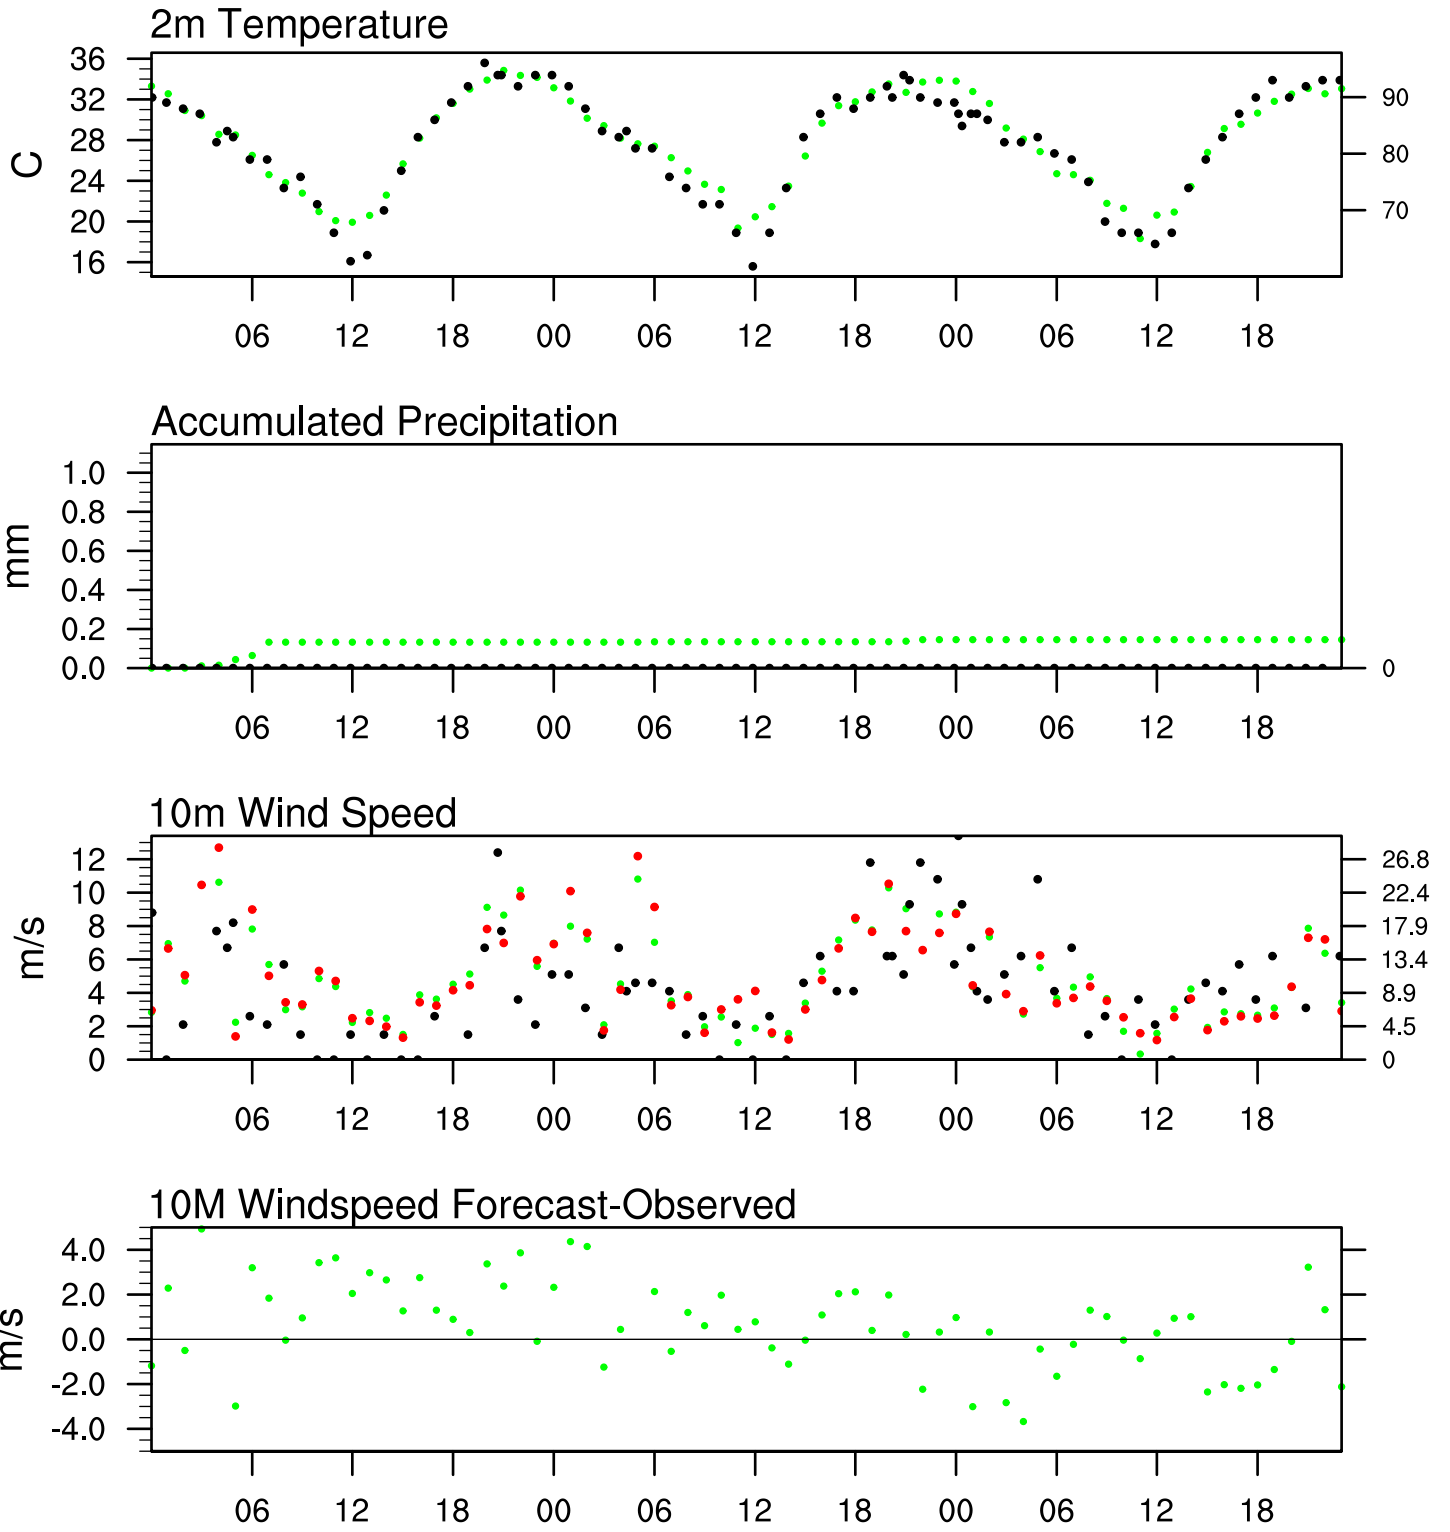 2m Temperature
36
32
28
24
20
16
C
90
80
70
06 12 18 00 06 12 18 00 06 12 18
Accumulated Precipitation
1.0
0.8
0.6
0.4
0.2
0.0
mm
0
06 12 18 00 06 12 18 00 06 12 18
10m Wind Speed
12
10
8
6
4
2
0
m/s
26.8
22.4
17.9
13.4
8.9
4.5
0
06 12 18 00 06 12 18 00 06 12 18
10M Windspeed Forecast-Observed
4.0
2.0
0.0
-2.0
-4.0
m/s
06 12 18 00 06 12 18 00 06 12 18